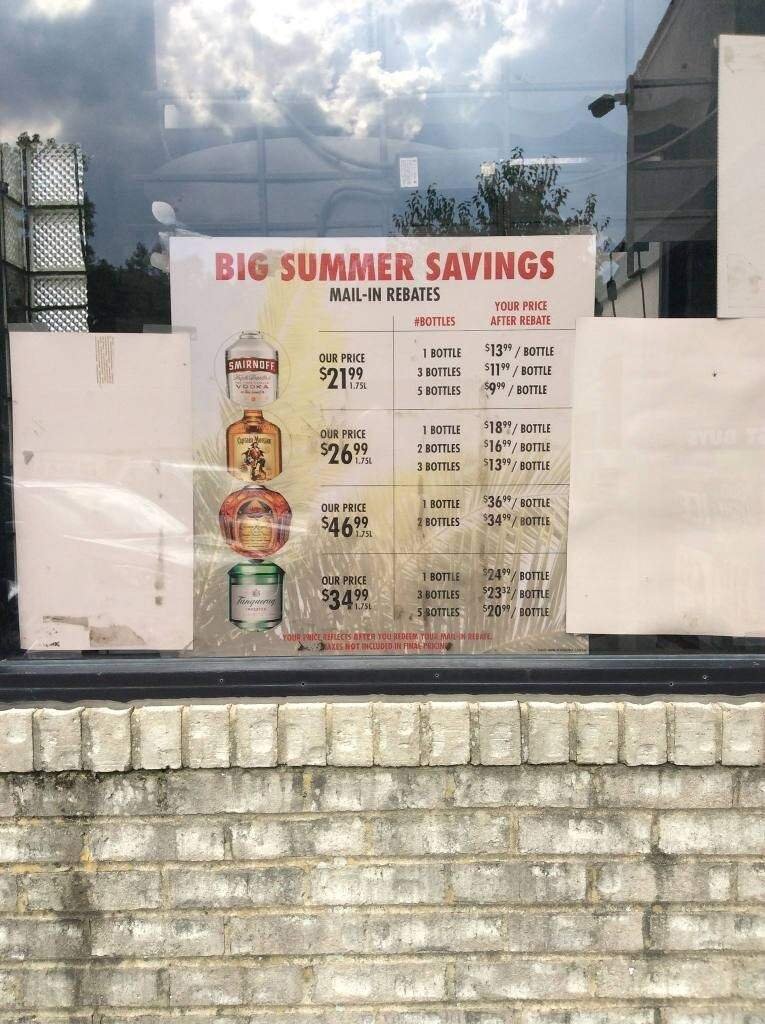 BIG SUMMER SAVINGS
MAIL-IN REBATES
#BOTTLES
YOUR PRICE
AFTER REBATE
SMIRNOFF
VODKA
OUR PRICE
$21.99
1.75L
1 BOTTLE $13.99 / BOTTLE
3 BOTTLES $11.99 / BOTTLE
5 BOTTLES $9.99 / BOTTLE
Captain Morgan
OUR PRICE
$26.99
1.75L
1 BOTTLE $18.99 / BOTTLE
2 BOTTLES $16.99 / BOTTLE
3 BOTTLES $13.99 / BOTTLE
OUR PRICE
$46.99
1.75L
1 BOTTLE $36.99 / BOTTLE
2 BOTTLES $34.99 / BOTTLE
Tanqueray
IMPORTED
OUR PRICE
$34.99
1.75L
1 BOTTLE $24.99 / BOTTLE
3 BOTTLES $23.32 / BOTTLE
5 BOTTLES $20.99 / BOTTLE
YOUR PRICE REFLECTS AFTER YOU REDEEM YOUR MAIL-IN REBATE.
TAXES NOT INCLUDED IN FINAL PRICING